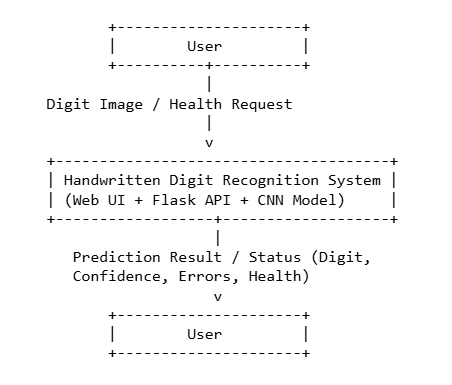 User
Digit Image / Health Request
v
Handwritten Digit Recognition System
(Web UI + Flask API + CNN Model)
Prediction Result / Status (Digit,
Confidence, Errors, Health)
v
User